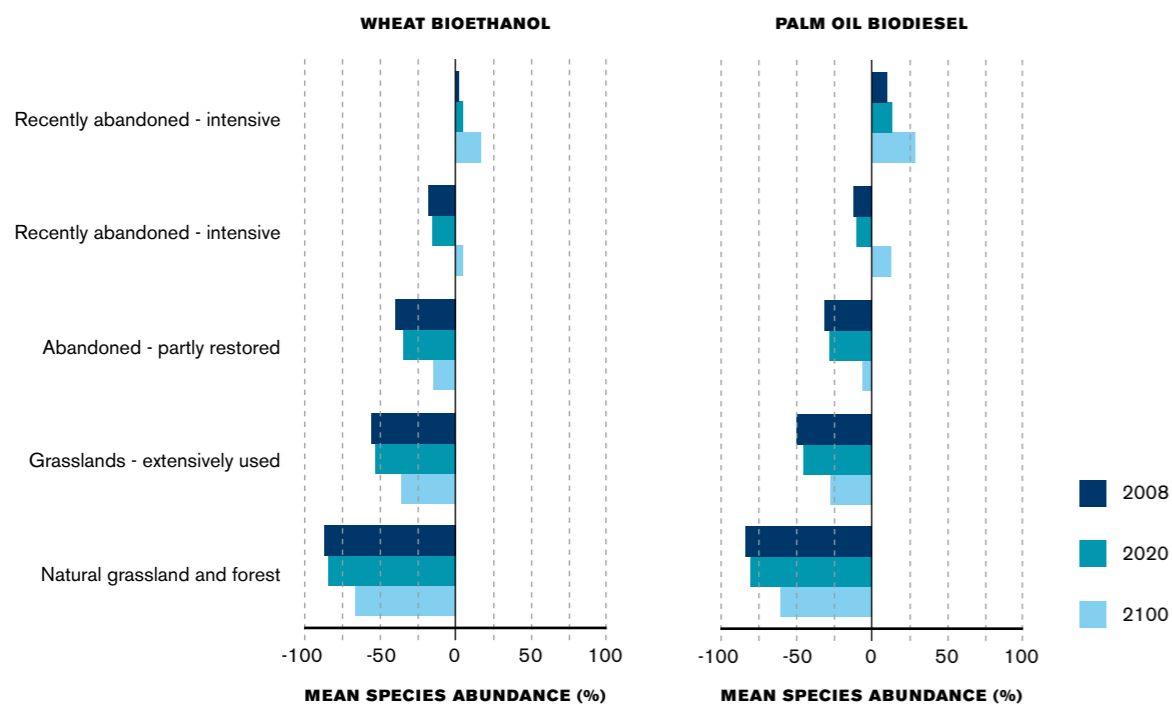 WHEAT BIOETHANOL
PALM OIL BIODIESEL
Recently abandoned - intensive
Recently abandoned - intensive
Abandoned - partly restored
Grasslands - extensively used
Natural grassland and forest
2008
2020
2100
-100 -50 0 50 100
-100 -50 0 50 100
MEAN SPECIES ABUNDANCE (%)
MEAN SPECIES ABUNDANCE (%)